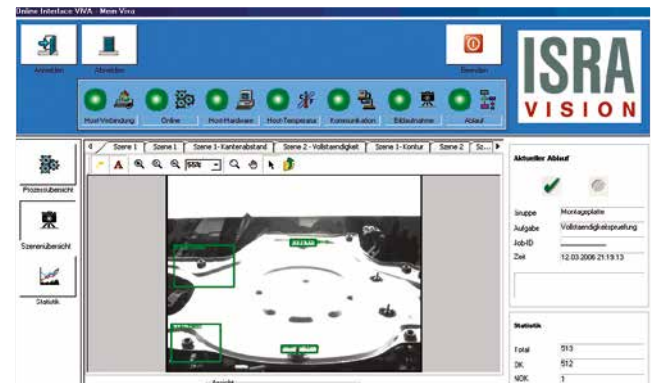 Online Interface VIVA - Mein Viva
Anmelden
Abmelden
Beenden
ISRA
VISION
Host-Verbindung
Online
Host-Hardware
Host-Temperatur
Kommunikation
Bildaufnahme
Ablauf
Szene 1
Szene 1
Szene 1-Kantenabstand
Szene 2 - Vollstaendigkeit
Szene 1-Kontur
Szene 2
Sz...
A
55%
Prozessübersicht
Szenenübersicht
Statistik
Aktueller Ablauf
Gruppe
Montageplatte
Aufgabe
Vollstaendigkeitspruefung
Job-ID
Zeit
12.03.2006 21:19:13
Statistik
Total
513
OK
512
NOK
1
Ansicht